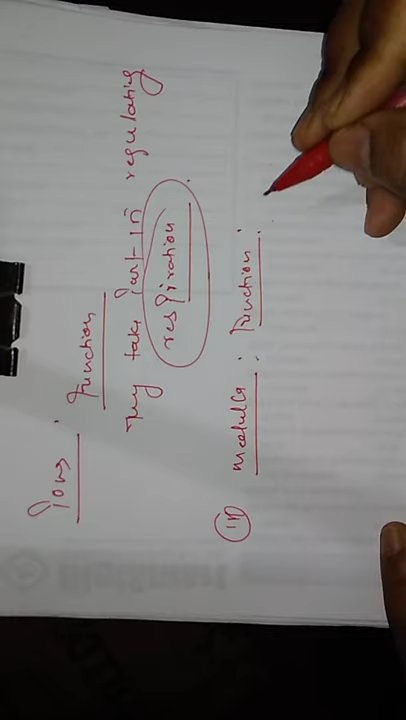 Pons : function
They take part in regulating
respiration.
(iii) medulla : function :